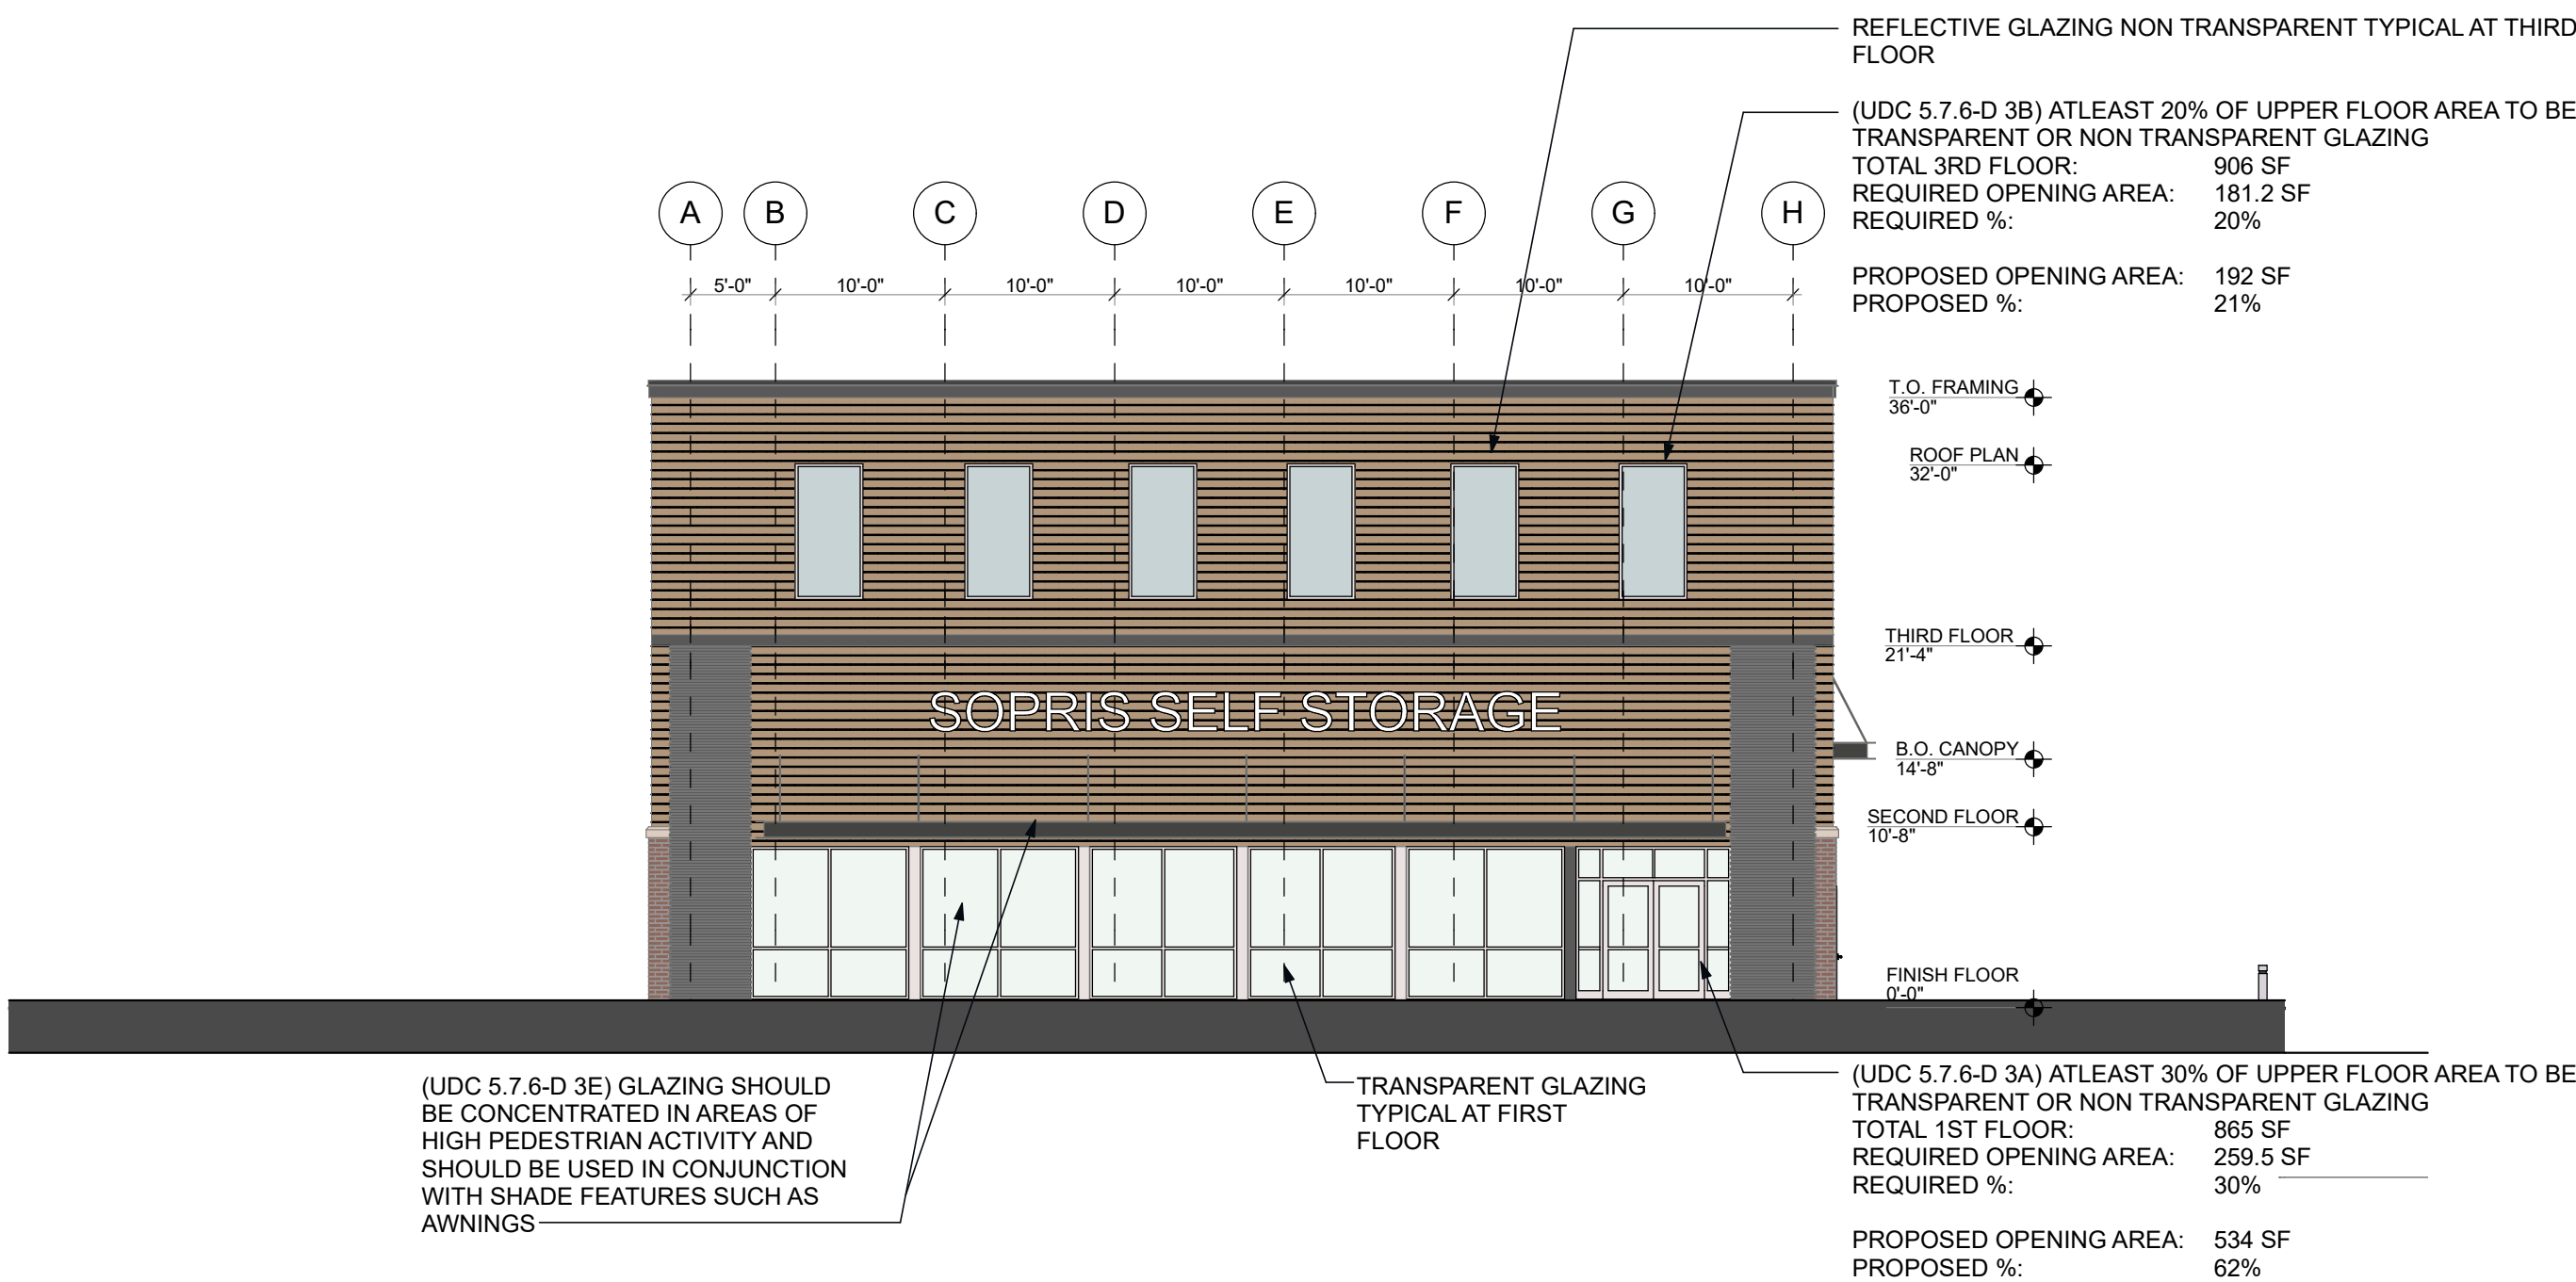 REFLECTIVE GLAZING NON TRANSPARENT TYPICAL AT THIRD
FLOOR
(UDC 5.7.6-D 3B) ATLEAST 20% OF UPPER FLOOR AREA TO BE
TRANSPARENT OR NON TRANSPARENT GLAZING
TOTAL 3RD FLOOR: 906 SF
REQUIRED OPENING AREA: 181.2 SF
REQUIRED %: 20%
PROPOSED OPENING AREA: 192 SF
PROPOSED %: 21%
A B C D E F G H
5'-0" 10'-0" 10'-0" 10'-0" 10'-0" 10'-0" 10'-0"
T.O. FRAMING
36'-0"
ROOF PLAN
32'-0"
THIRD FLOOR
21'-4"
SOPRIS SELF STORAGE
B.O. CANOPY
14'-8"
SECOND FLOOR
10'-8"
FINISH FLOOR
0'-0"
(UDC 5.7.6-D 3E) GLAZING SHOULD
BE CONCENTRATED IN AREAS OF
HIGH PEDESTRIAN ACTIVITY AND
SHOULD BE USED IN CONJUNCTION
WITH SHADE FEATURES SUCH AS
AWNINGS
TRANSPARENT GLAZING
TYPICAL AT FIRST
FLOOR
(UDC 5.7.6-D 3A) ATLEAST 30% OF UPPER FLOOR AREA TO BE
TRANSPARENT OR NON TRANSPARENT GLAZING
TOTAL 1ST FLOOR: 865 SF
REQUIRED OPENING AREA: 259.5 SF
REQUIRED %: 30%
PROPOSED OPENING AREA: 534 SF
PROPOSED %: 62%